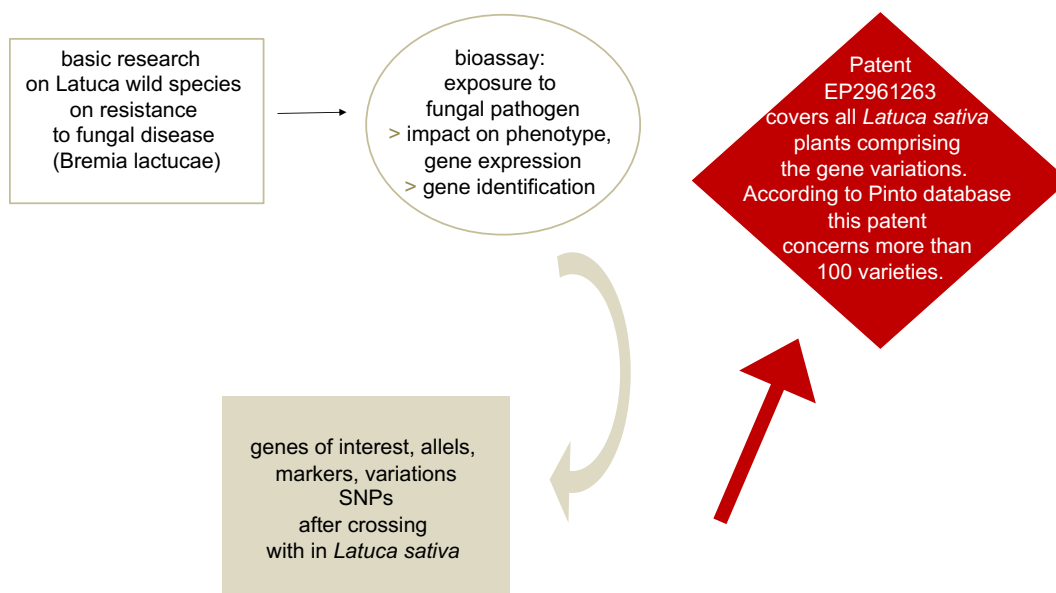 basic research
on Latuca wild species
on resistance
to fungal disease
(Bremia lactucae)
bioassay:
exposure to
fungal pathogen
> impact on phenotype,
gene expression
> gene identification
Patent
EP2961263
covers all Latuca sativa
plants comprising
the gene variations.
According to Pinto database
this patent
concerns more than
100 varieties.
genes of interest, allels,
markers, variations
SNPs
after crossing
with in Latuca sativa